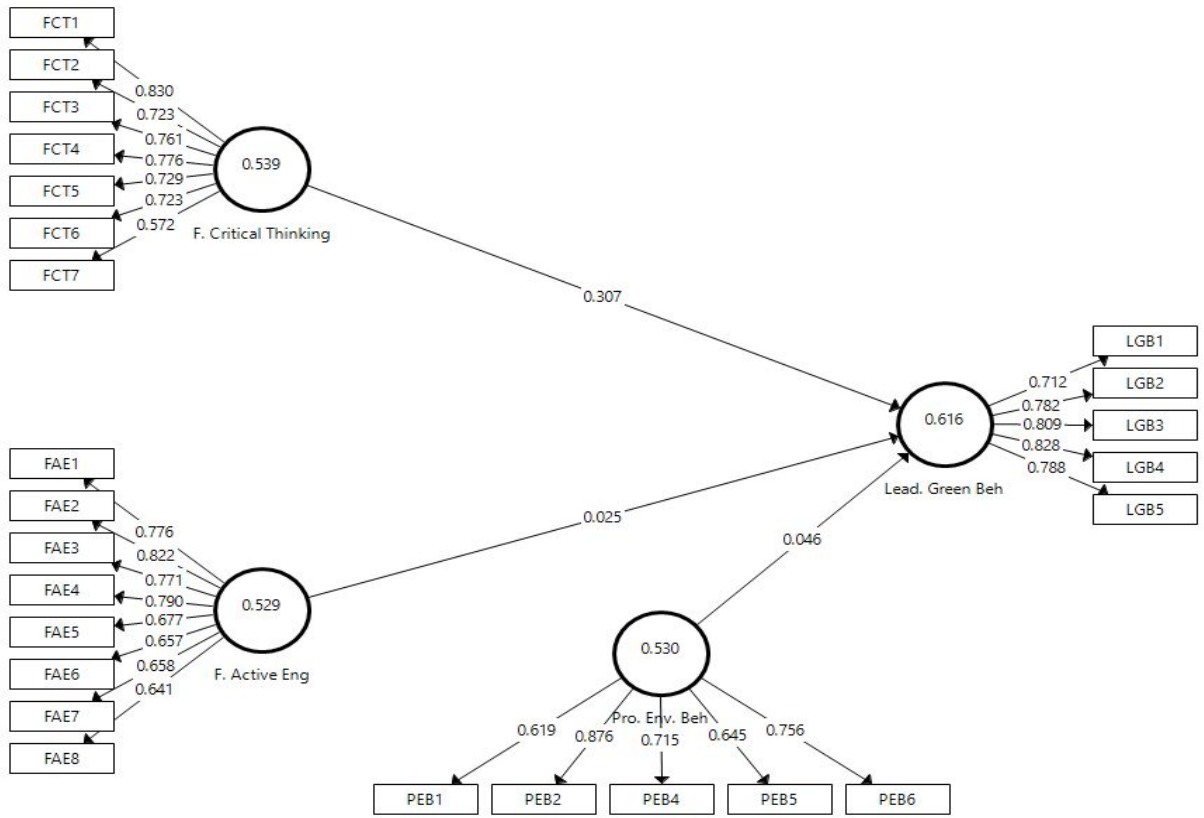 FCT1
FCT2
FCT3
FCT4
FCT5
FCT6
FCT7
0.830
0.723
0.761
0.776
0.729
0.723
0.572
0.539
F. Critical Thinking
0.307
LGB1
LGB2
LGB3
LGB4
LGB5
0.712
0.782
0.809
0.828
0.788
0.616
Lead. Green Beh
FAE1
FAE2
FAE3
FAE4
FAE5
FAE6
FAE7
FAE8
0.776
0.822
0.771
0.790
0.677
0.657
0.658
0.641
0.529
F. Active Eng
0.025
0.046
0.530
Pro. Env. Beh
0.619
0.876
0.715
0.645
0.756
PEB1
PEB2
PEB4
PEB5
PEB6